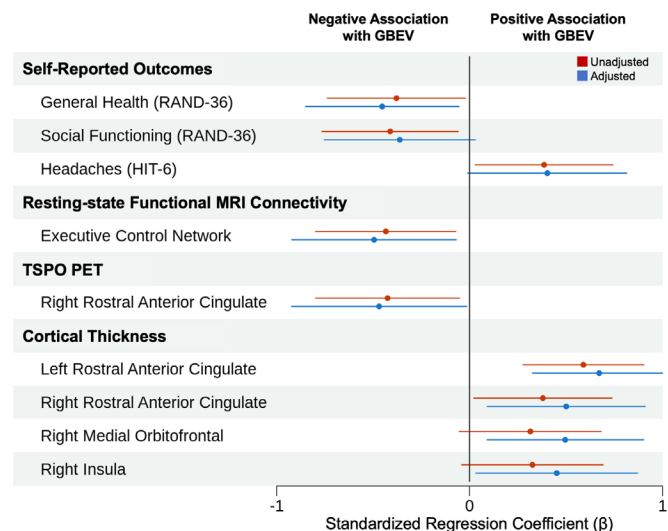 Negative Association with GBEV
Positive Association with GBEV
Unadjusted
Adjusted
Self-Reported Outcomes
General Health (RAND-36)
Social Functioning (RAND-36)
Headaches (HIT-6)
Resting-state Functional MRI Connectivity
Executive Control Network
TSPO PET
Right Rostral Anterior Cingulate
Cortical Thickness
Left Rostral Anterior Cingulate
Right Rostral Anterior Cingulate
Right Medial Orbitofrontal
Right Insula
-1 0 1
Standardized Regression Coefficient (β)